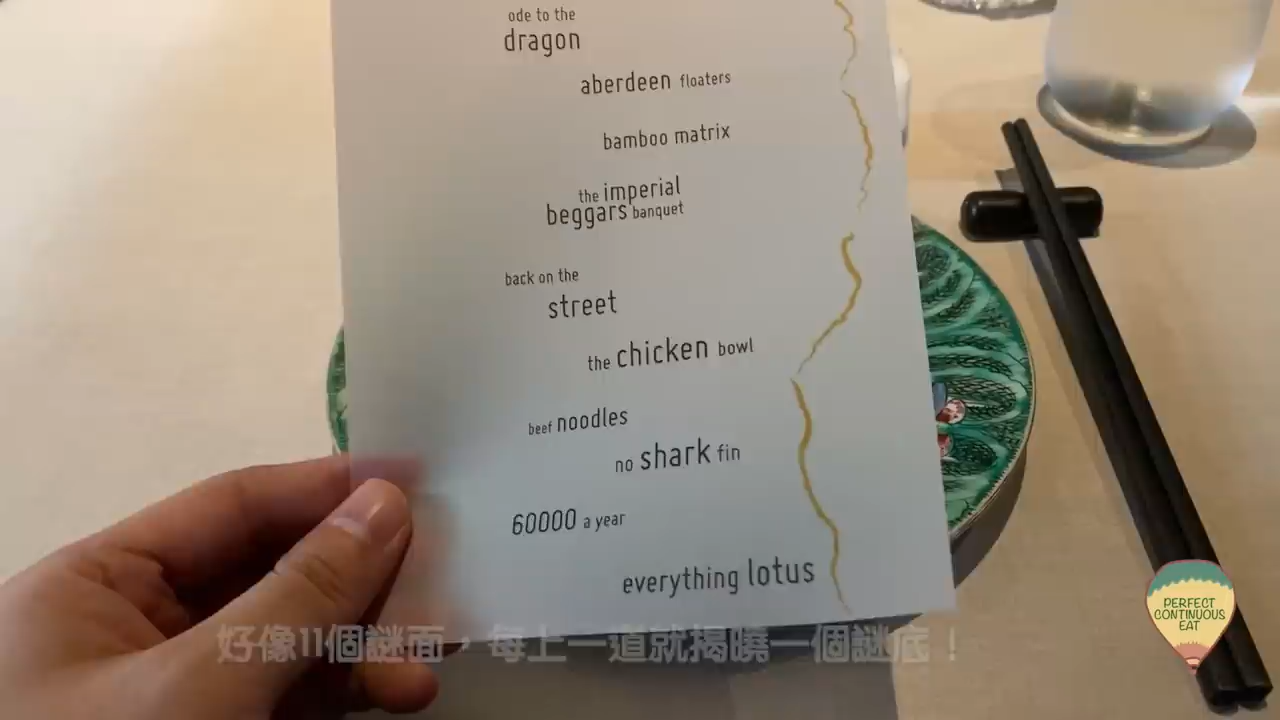 ode to the
dragon
aberdeen floaters
bamboo matrix
the imperial
beggars banquet
back on the
street
the chicken bowl
beef noodles
no shark fin
60000 a year
everything lotus
好像11個謎面，每上一道就揭曉一個謎底！
PERFECT
CONTINUOUS
EAT